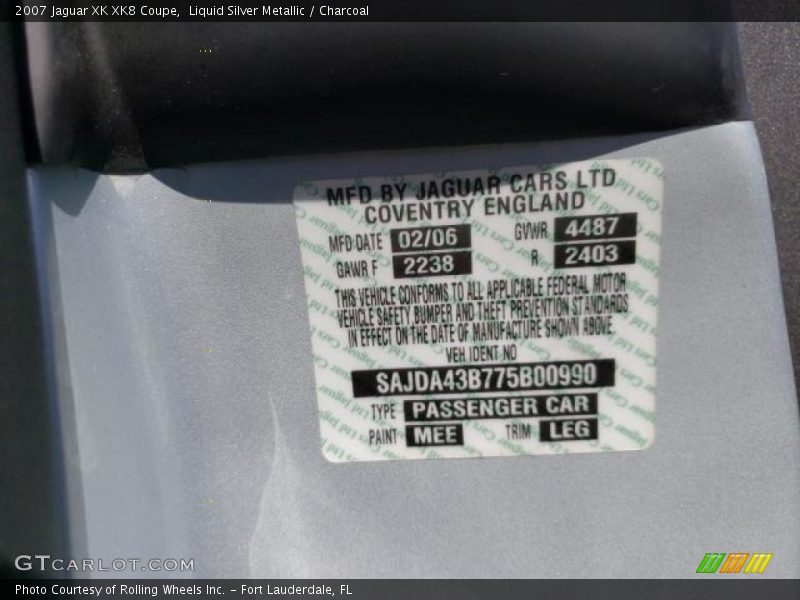 2007 Jaguar XK XK8 Coupe,  Liquid Silver Metallic / Charcoal
MFD BY JAGUAR CARS LTD
COVENTRY ENGLAND
MFD DATE 02/06 GVWR 4487
GAWR F 2238 R 2403
THIS VEHICLE CONFORMS TO ALL APPLICABLE FEDERAL MOTOR
VEHICLE SAFETY,BUMPER AND THEFT PREVENTION STANDARDS
IN EFFECT ON THE DATE OF MANUFACTURE SHOWN ABOVE
VEH IDENT NO
SAJDA43B775B00990
TYPE PASSENGER CAR
PAINT MEE TRIM LEG
GTCARLOT.COM
Photo Courtesy of Rolling Wheels Inc. – Fort Lauderdale, FL